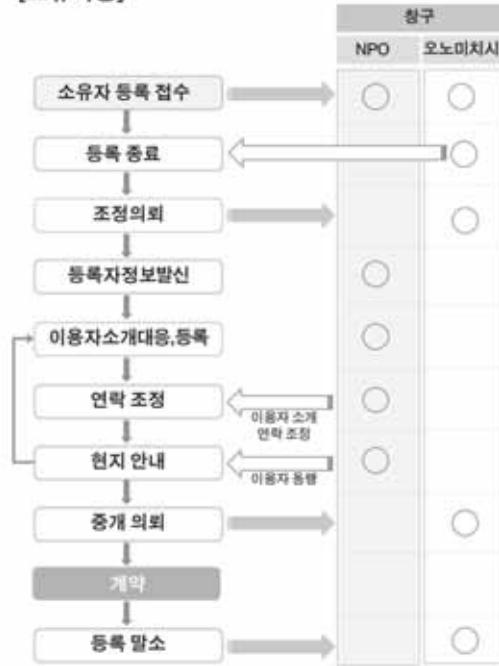 창구
NPO 오노미치시
소유자 등록 접수
등록 종료
조정의뢰
등록자정보발신
이용자소개대응,등록
연락 조정
이용자 소개
연락 조정
현지 안내
이용자 동행
중개 의뢰
계약
등록 말소